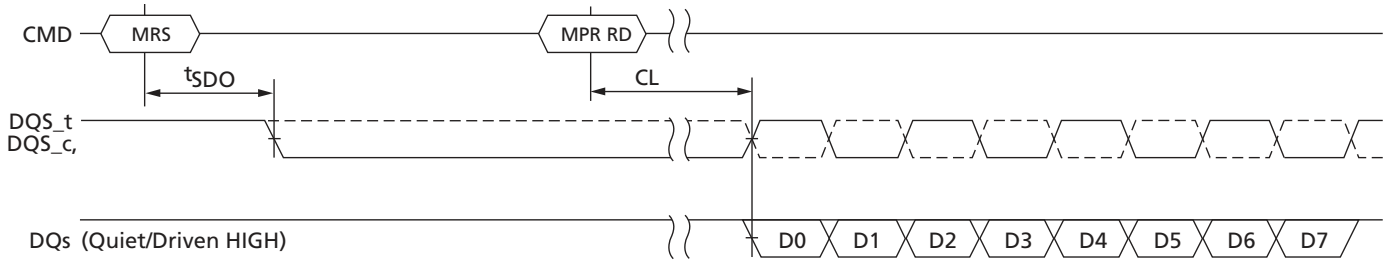 CMD MRS MPR RD
tSDO CL
DQS_t
DQS_c,
DQs (Quiet/Driven HIGH) D0 D1 D2 D3 D4 D5 D6 D7